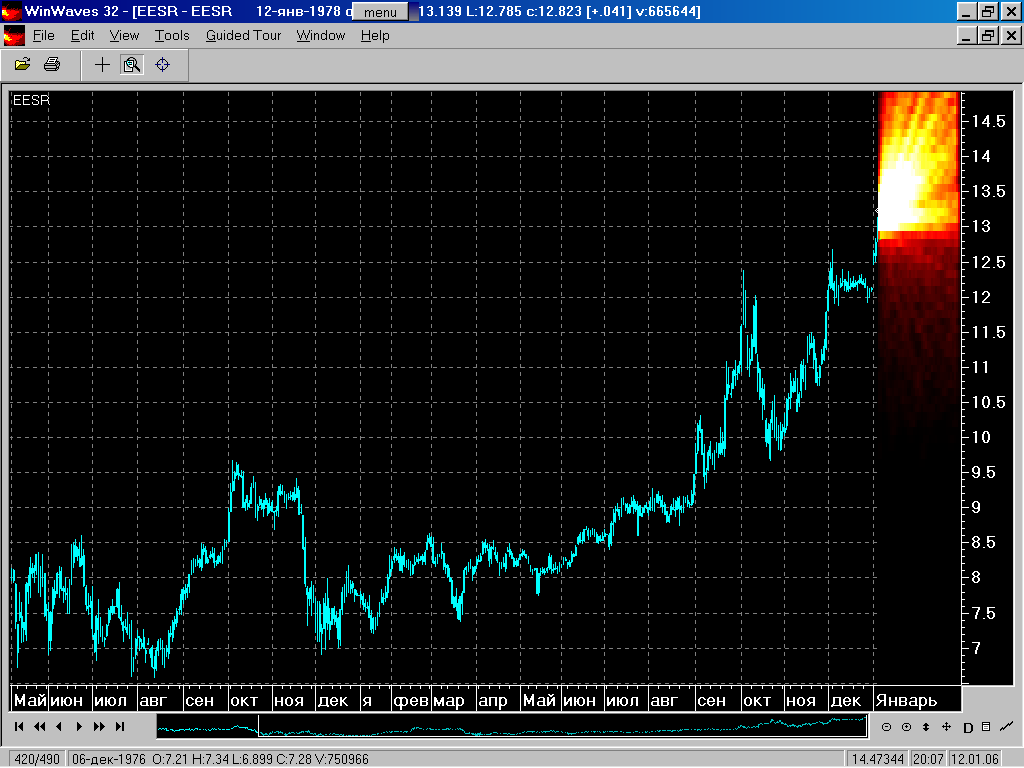 WinWaves 32 - [EESR - EESR 12-янв-1978 menu 13.139 L:12.785 c:12.823 [+.041] v:665644]
File Edit View Tools Guided Tour Window Help
EESR
14.5
14
13.5
13
12.5
12
11.5
11
10.5
10
9.5
9
8.5
8
7.5
7
Май июн июл авг сен окт ноя дек я фев мар апр Май июн июл авг сен окт ноя дек Январь
D
420/490 06-дек-1976 O:7.21 H:7.34 L:6.899 C:7.28 V:750966 14.47344 20:07 12.01.06